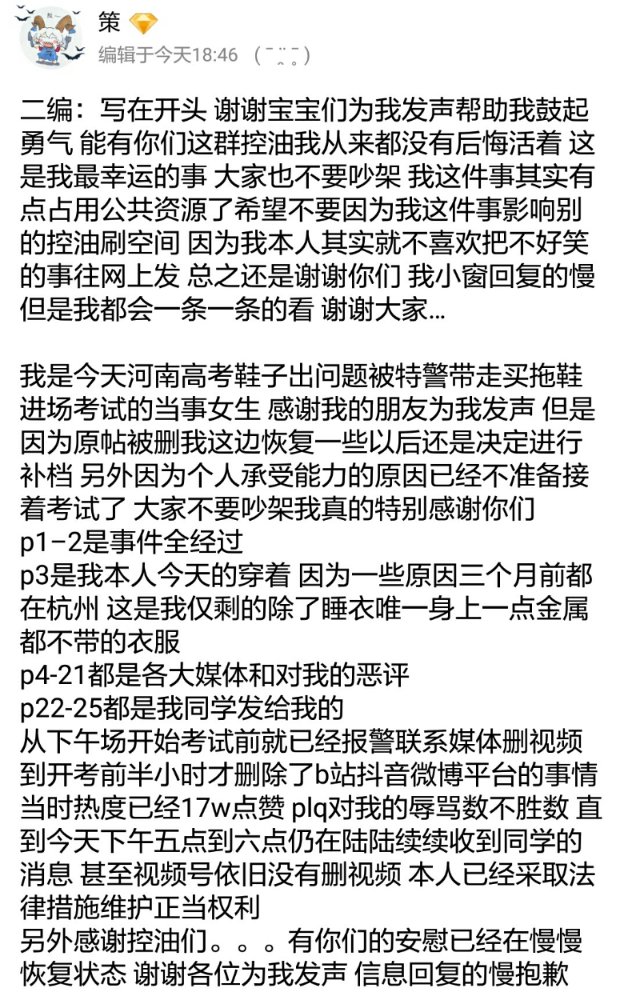 策
编辑于今天18:46
二编：写在开头 谢谢宝宝们为我发声帮助我鼓起
勇气 能有你们这群控油我从来都没有后悔活着 这
是我最幸运的事 大家也不要吵架 我这件事其实有
点占用公共资源了希望不要因为我这件事影响别
的控油刷空间 因为我本人其实就不喜欢把不好笑
的事往网上发 总之还是谢谢你们 我小窗回复的慢
但是我都会一条一条的看 谢谢大家...
我是今天河南高考鞋子出问题被特警带走买拖鞋
进场考试的当事女生 感谢我的朋友为我发声 但是
因为原帖被删我这边恢复一些以后还是决定进行
补档 另外因为个人承受能力的原因已经不准备接
着考试了 大家不要吵架我真的特别感谢你们
p1–2是事件全经过
p3是我本人今天的穿着 因为一些原因三个月前都
在杭州 这是我仅剩的除了睡衣唯一身上一点金属
都不带的衣服
p4-21都是各大媒体和对我的恶评
p22-25都是我同学发给我的
从下午场开始考试前就已经报警联系媒体删视频
到开考前半小时才删除了b站抖音微博平台的事情
当时热度已经17w点赞 plq对我的辱骂数不胜数 直
到今天下午五点到六点仍在陆陆续续收到同学的
消息 甚至视频号依旧没有删视频 本人已经采取法
律措施维护正当权利
另外感谢控油们。。。有你们的安慰已经在慢慢
恢复状态 谢谢各位为我发声 信息回复的慢抱歉